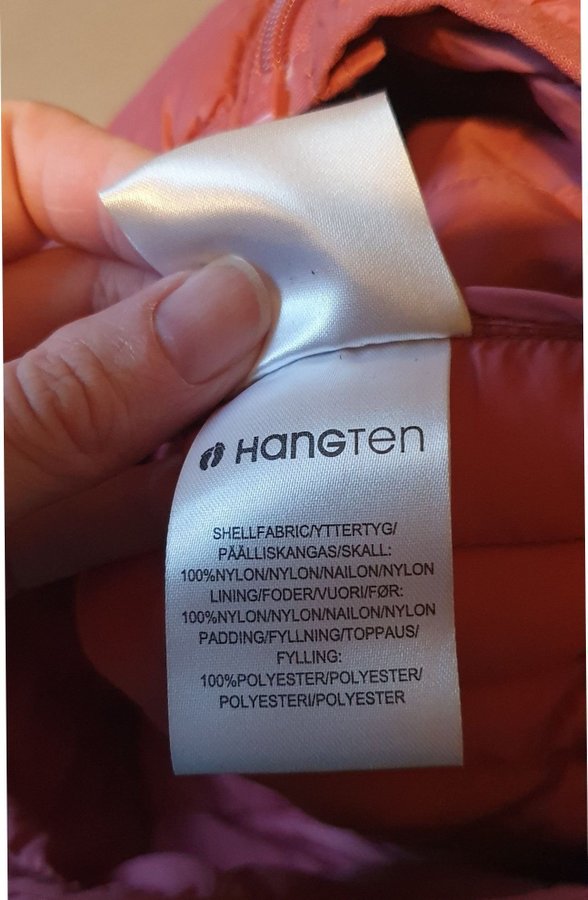 HANGTEN
SHELLFABRIC/YTTERTYG/
PÄÄLLISKANGAS/SKALL:
100%NYLON/NYLON/NAILON/NYLON
LINING/FODER/VUORI/FØR:
100%NYLON/NYLON/NAILON/NYLON
PADDING/FYLLNING/TOPPAUS/
FYLLING:
100%POLYESTER/POLYESTER/
POLYESTERI/POLYESTER